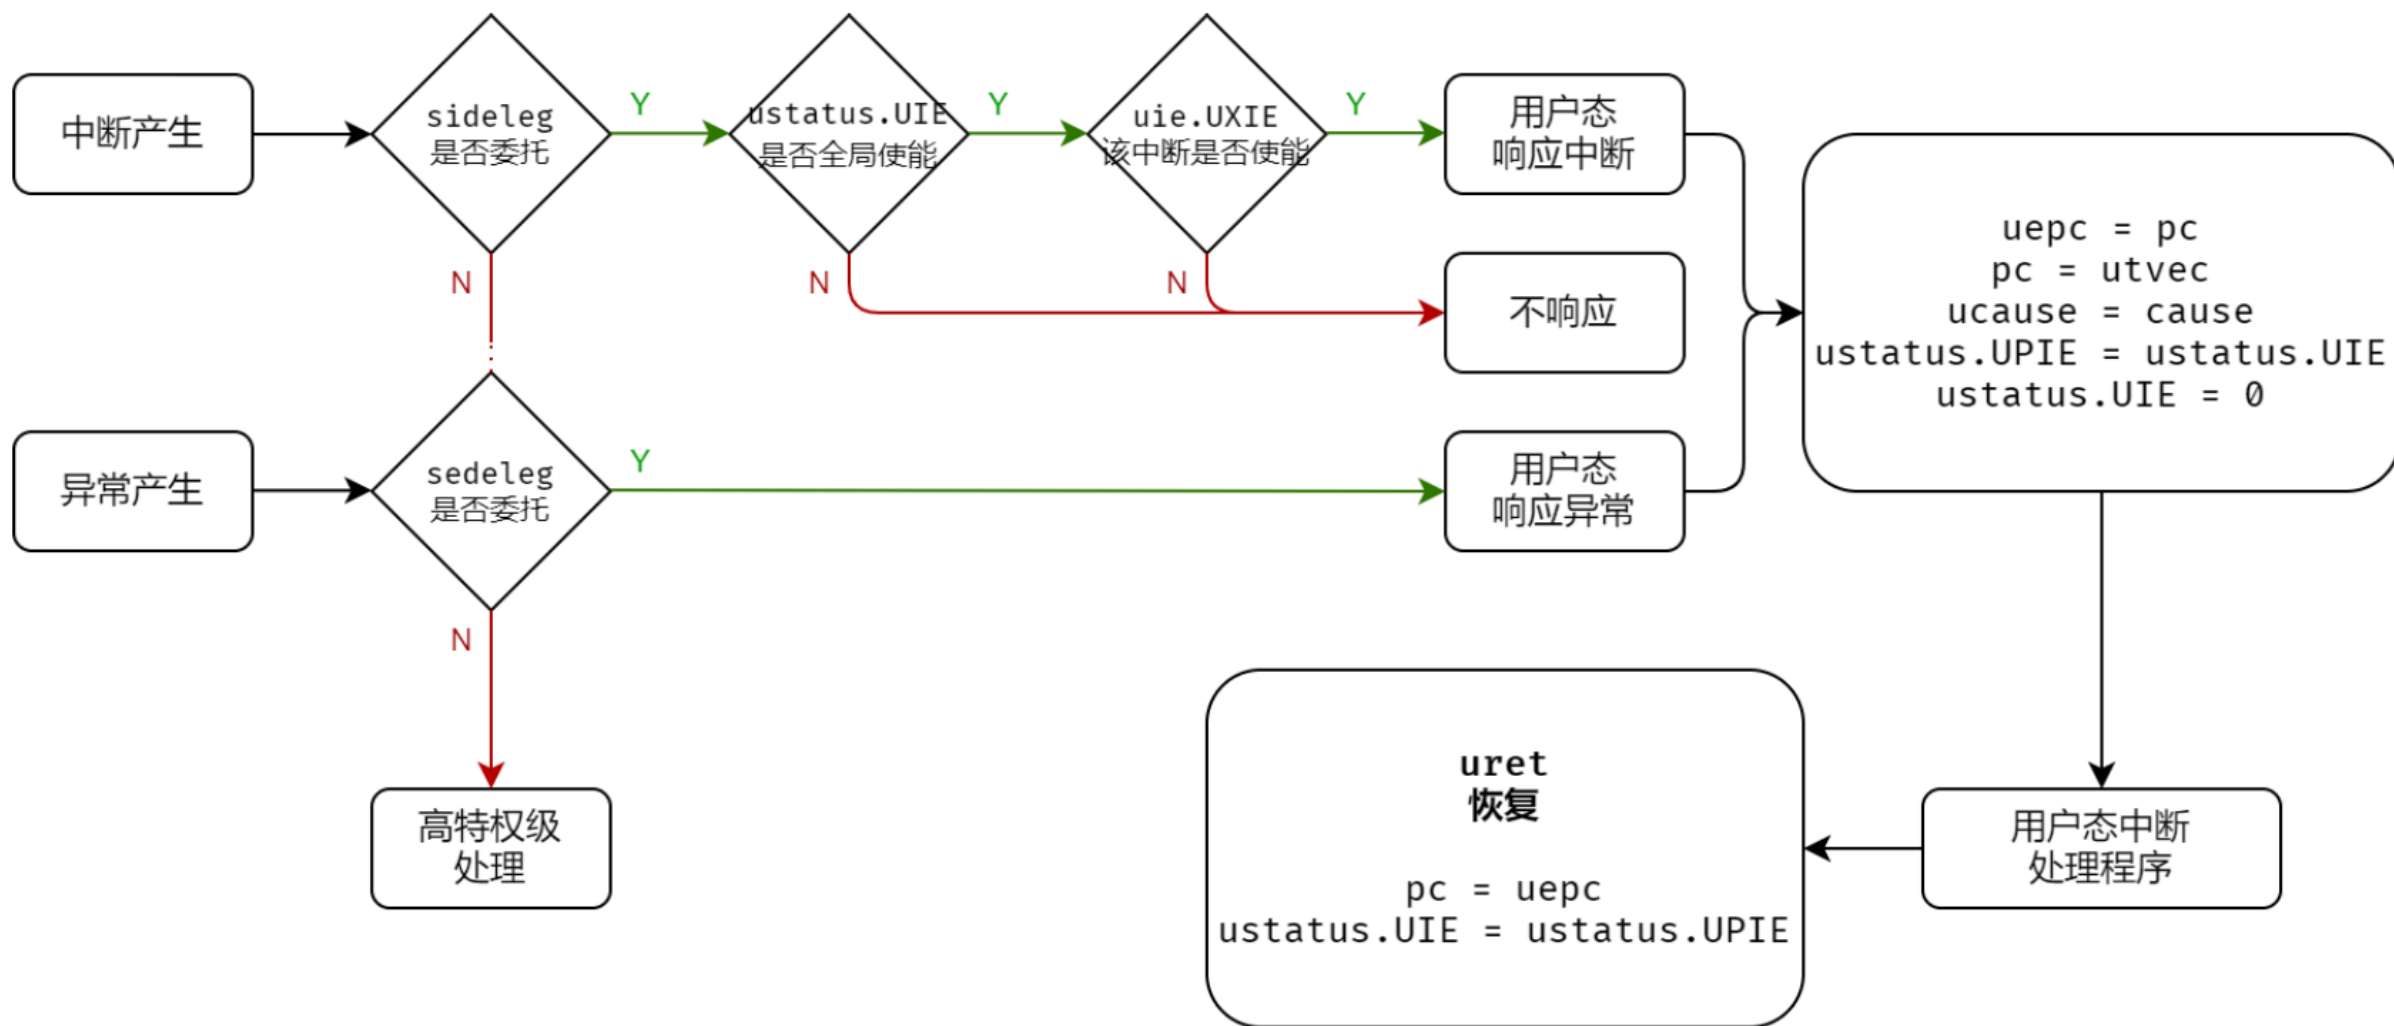 中断产生
sideleg
是否委托
Y
ustatus.UIE
是否全局使能
Y
uie.UXIE
该中断是否使能
Y
用户态
响应中断
N
N
N
不响应
uepc = pc
pc = utvec
ucause = cause
ustatus.UPIE = ustatus.UIE
ustatus.UIE = 0
异常产生
sedeleg
是否委托
Y
用户态
响应异常
N
高特权级
处理
uret
恢复
pc = uepc
ustatus.UIE = ustatus.UPIE
用户态中断
处理程序